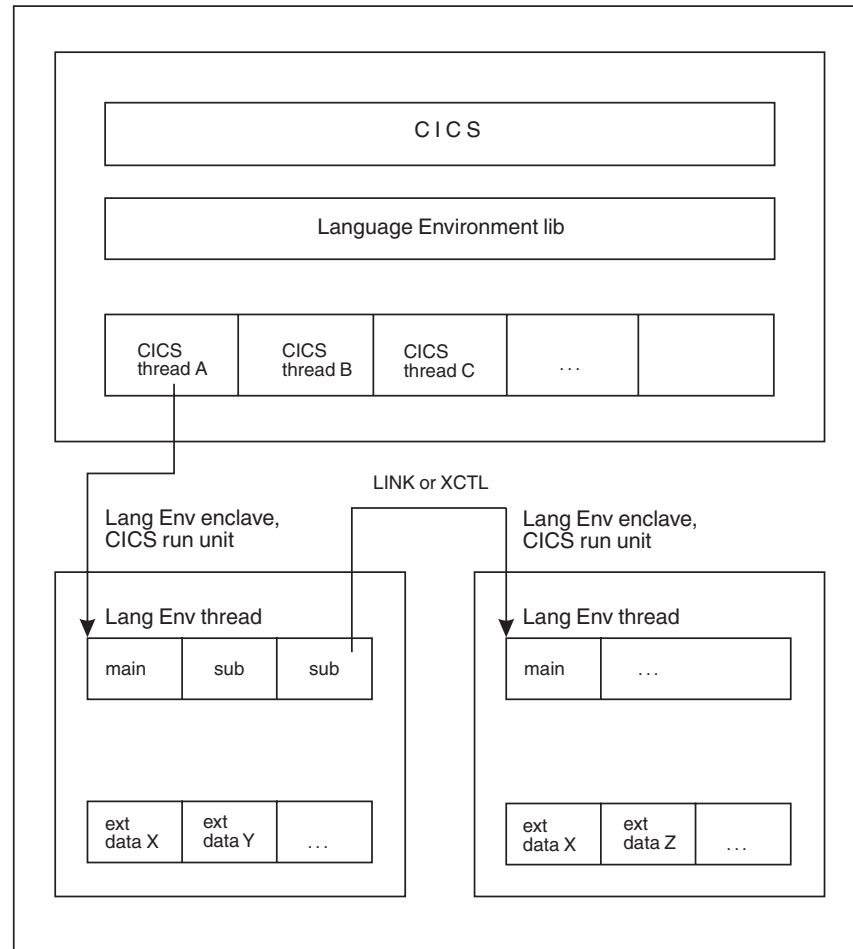 CICS
Language Environment lib
CICS
thread A
CICS
thread B
CICS
thread C
...
LINK or XCTL
Lang Env enclave,
CICS run unit
Lang Env enclave,
CICS run unit
Lang Env thread
main
sub
sub
Lang Env thread
main
...
ext
data X
ext
data Y
...
ext
data X
ext
data Z
...